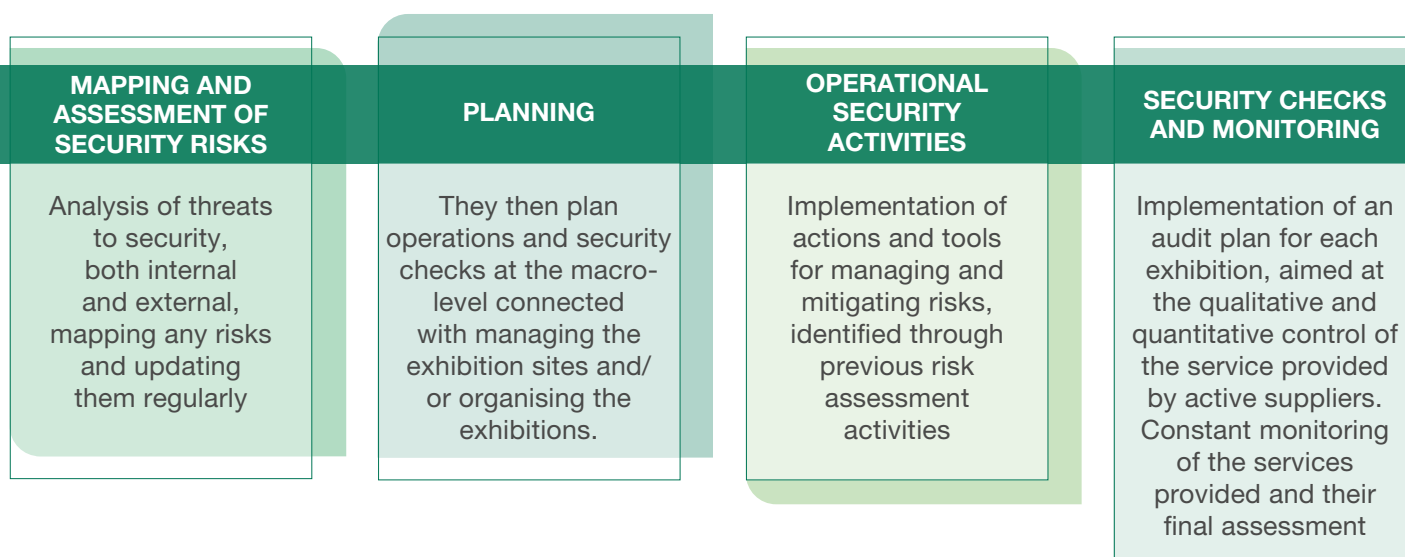 MAPPING AND
ASSESSMENT OF
SECURITY RISKS
Analysis of threats
to security,
both internal
and external,
mapping any risks
and updating
them regularly
PLANNING
They then plan
operations and security
checks at the macro-
level connected
with managing the
exhibition sites and/
or organising the
exhibitions.
OPERATIONAL
SECURITY
ACTIVITIES
Implementation of
actions and tools
for managing and
mitigating risks,
identified through
previous risk
assessment
activities
SECURITY CHECKS
AND MONITORING
Implementation of an
audit plan for each
exhibition, aimed at
the qualitative and
quantitative control of
the service provided
by active suppliers.
Constant monitoring
of the services
provided and their
final assessment